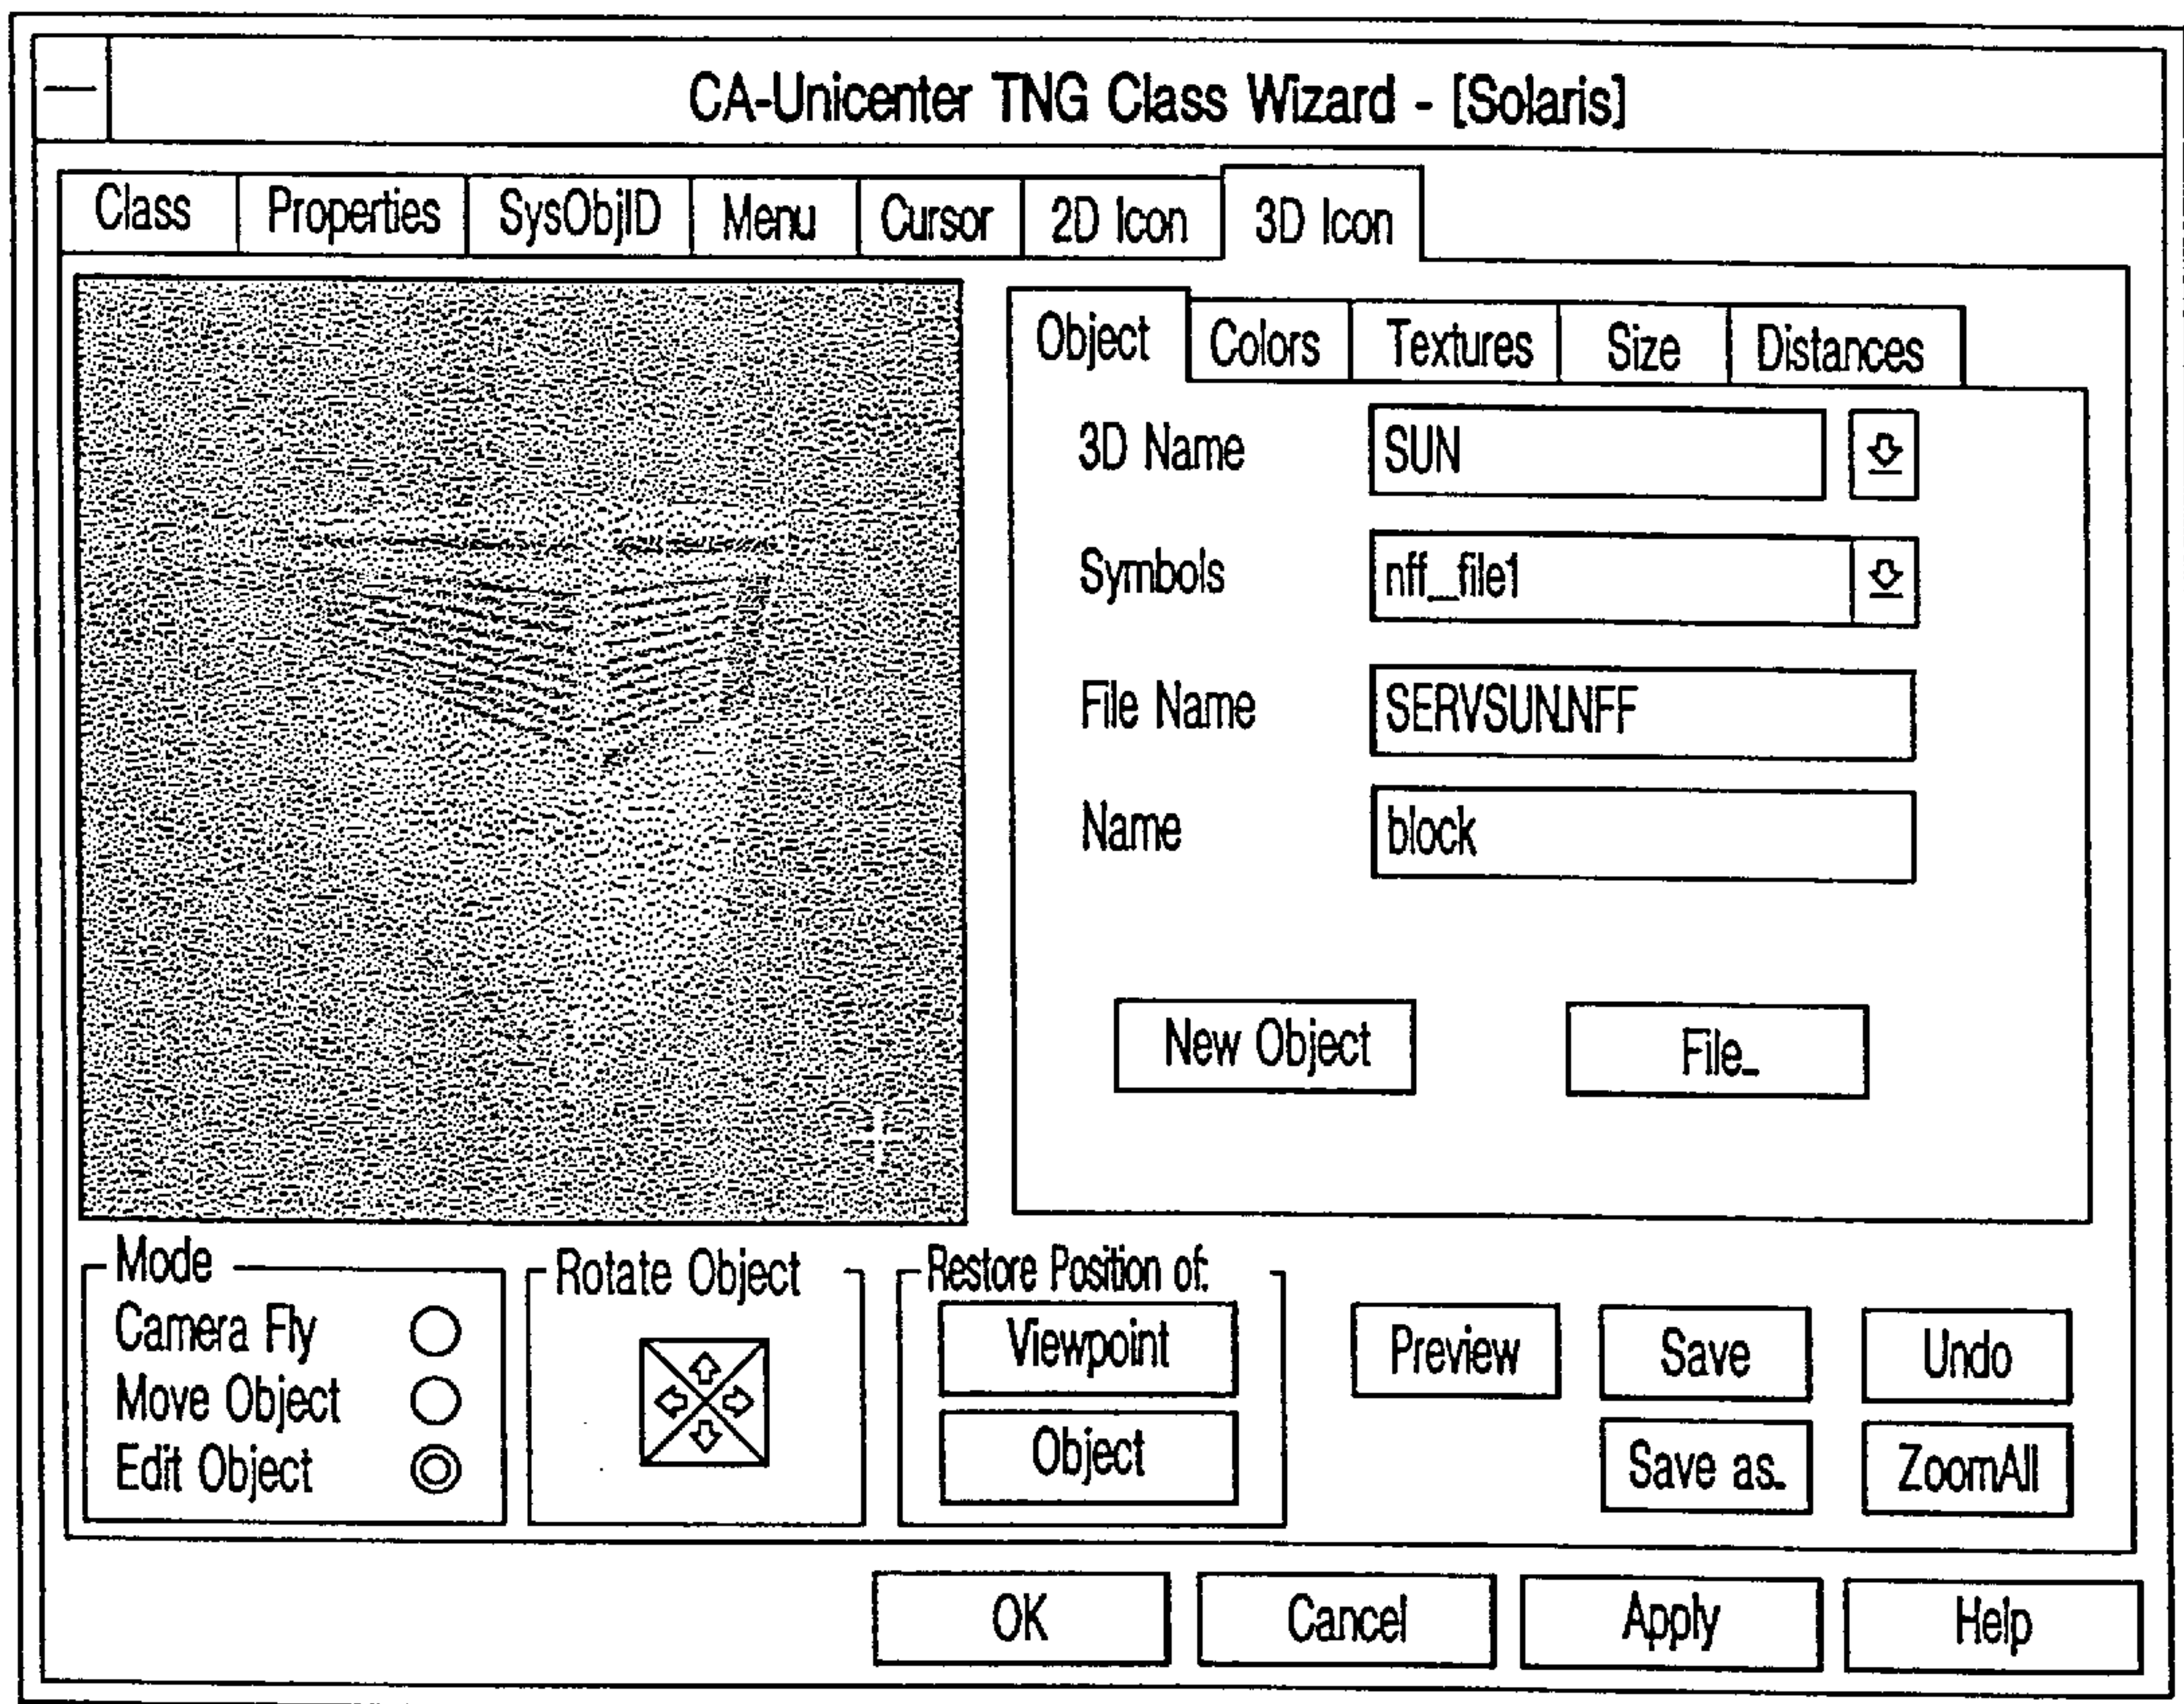 CA-Unicenter TNG Class Wizard - [Solaris]
Class Properties SysObjID Menu Cursor 2D Icon 3D Icon
Object Colors Textures Size Distances
3D Name SUN
Symbols nff_file1
File Name SERVSUN.NFF
Name block
New Object File...
Mode
Camera Fly
Move Object
Edit Object
Rotate Object
Restore Position of:
Viewpoint
Object
Preview Save Undo
Save as... ZoomAll
OK Cancel Apply Help